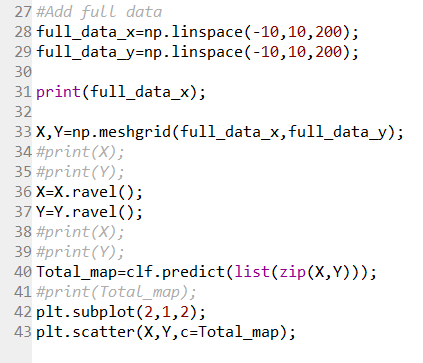 27 #Add full data
28 full_data_x=np.linspace(-10,10,200);
29 full_data_y=np.linspace(-10,10,200);
30
31 print(full_data_x);
32
33 X,Y=np.meshgrid(full_data_x,full_data_y);
34 #print(X);
35 #print(Y);
36 X=X.ravel();
37 Y=Y.ravel();
38 #print(X);
39 #print(Y);
40 Total_map=clf.predict(list(zip(X,Y)));
41 #print(Total_map);
42 plt.subplot(2,1,2);
43 plt.scatter(X,Y,c=Total_map);